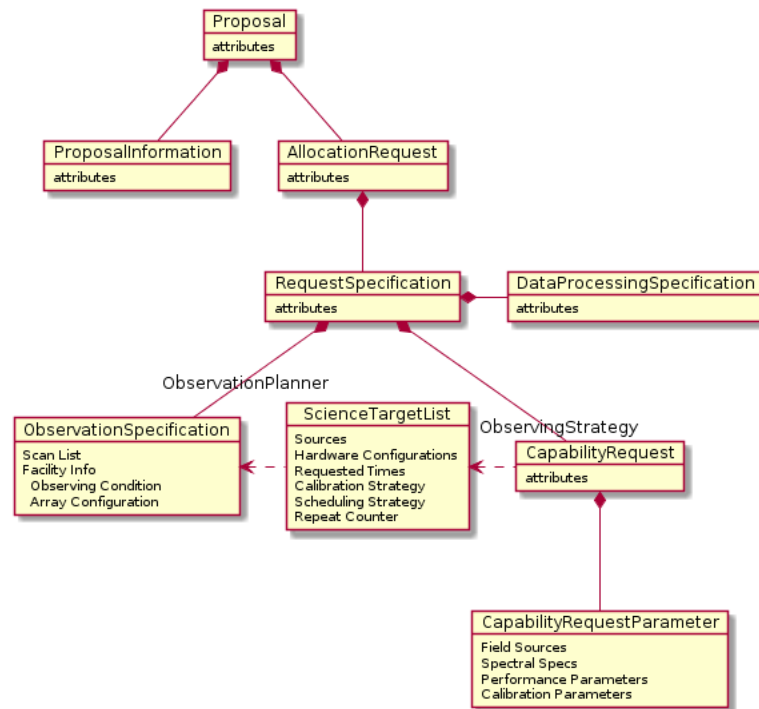 Proposal
attributes
ProposalInformation
attributes
AllocationRequest
attributes
RequestSpecification
attributes
DataProcessingSpecification
attributes
ObservationPlanner
ObservingStrategy
ObservationSpecification
Scan List
Facility Info
Observing Condition
Array Configuration
ScienceTargetList
Sources
Hardware Configurations
Requested Times
Calibration Strategy
Scheduling Strategy
Repeat Counter
CapabilityRequest
attributes
CapabilityRequestParameter
Field Sources
Spectral Specs
Performance Parameters
Calibration Parameters